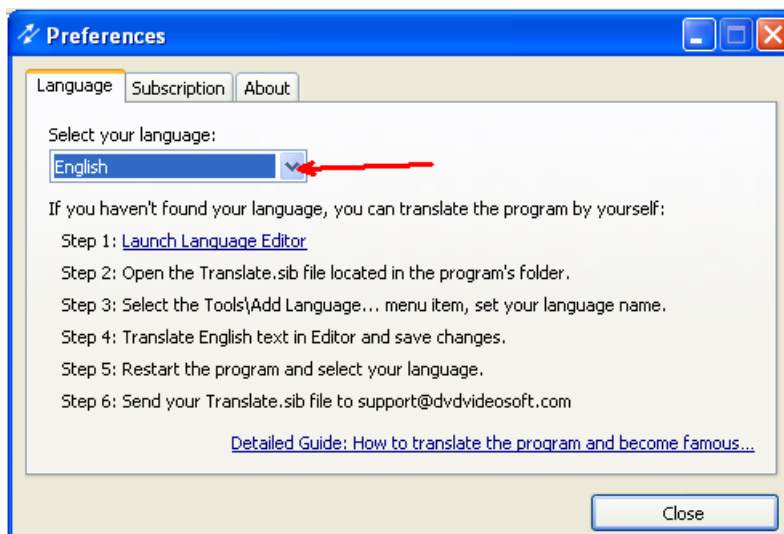 Preferences
Language Subscription About
Select your language:
English
If you haven't found your language, you can translate the program by yourself:
Step 1: Launch Language Editor
Step 2: Open the Translate.sib file located in the program's folder.
Step 3: Select the Tools\Add Language... menu item, set your language name.
Step 4: Translate English text in Editor and save changes.
Step 5: Restart the program and select your language.
Step 6: Send your Translate.sib file to support@dvdvideosoft.com
Detailed Guide: How to translate the program and become famous...
Close